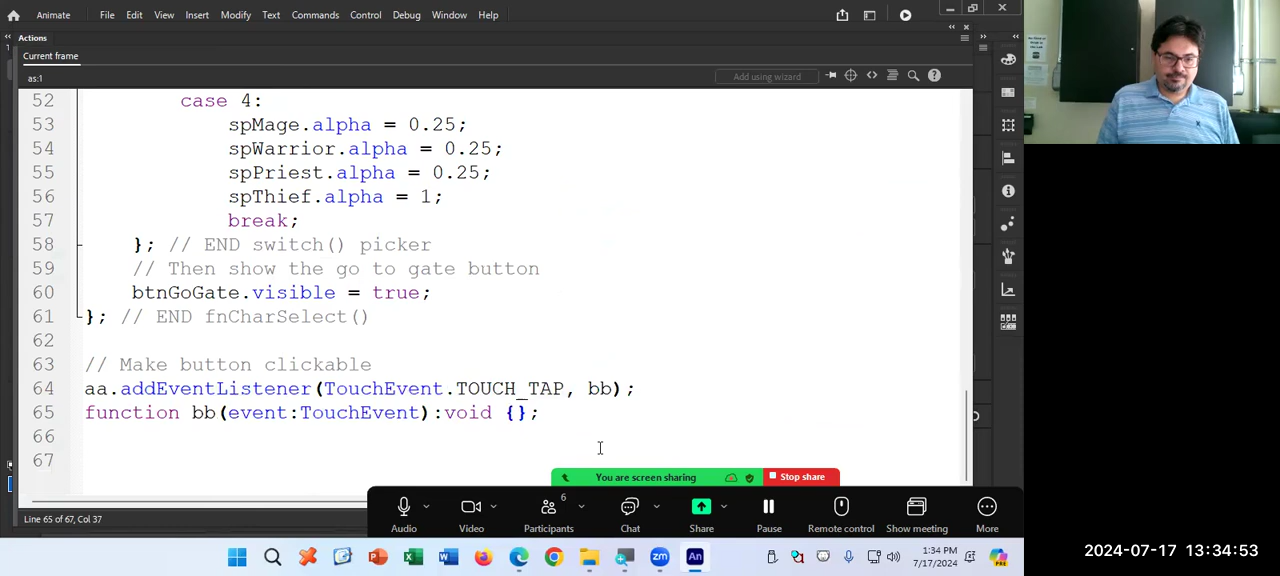 Animate File Edit View Insert Modify Text Commands Control Debug Window Help
Actions
Current frame
as:1
Add using wizard
52 case 4:
53 spMage.alpha = 0.25;
54 spWarrior.alpha = 0.25;
55 spPriest.alpha = 0.25;
56 spThief.alpha = 1;
57 break;
58 }; // END switch() picker
59 // Then show the go to gate button
60 btnGoGate.visible = true;
61 }; // END fnCharSelect()
62
63 // Make button clickable
64 aa.addEventListener(TouchEvent.TOUCH_TAP, bb);
65 function bb(event:TouchEvent):void {};
66
67
You are screen sharing Stop share
6
Audio Video Participants Chat Share Pause Remote control Show meeting More
Line 65 of 67, Col 37
zm An
1:34 PM
7/17/2024
2024-07-17 13:34:53